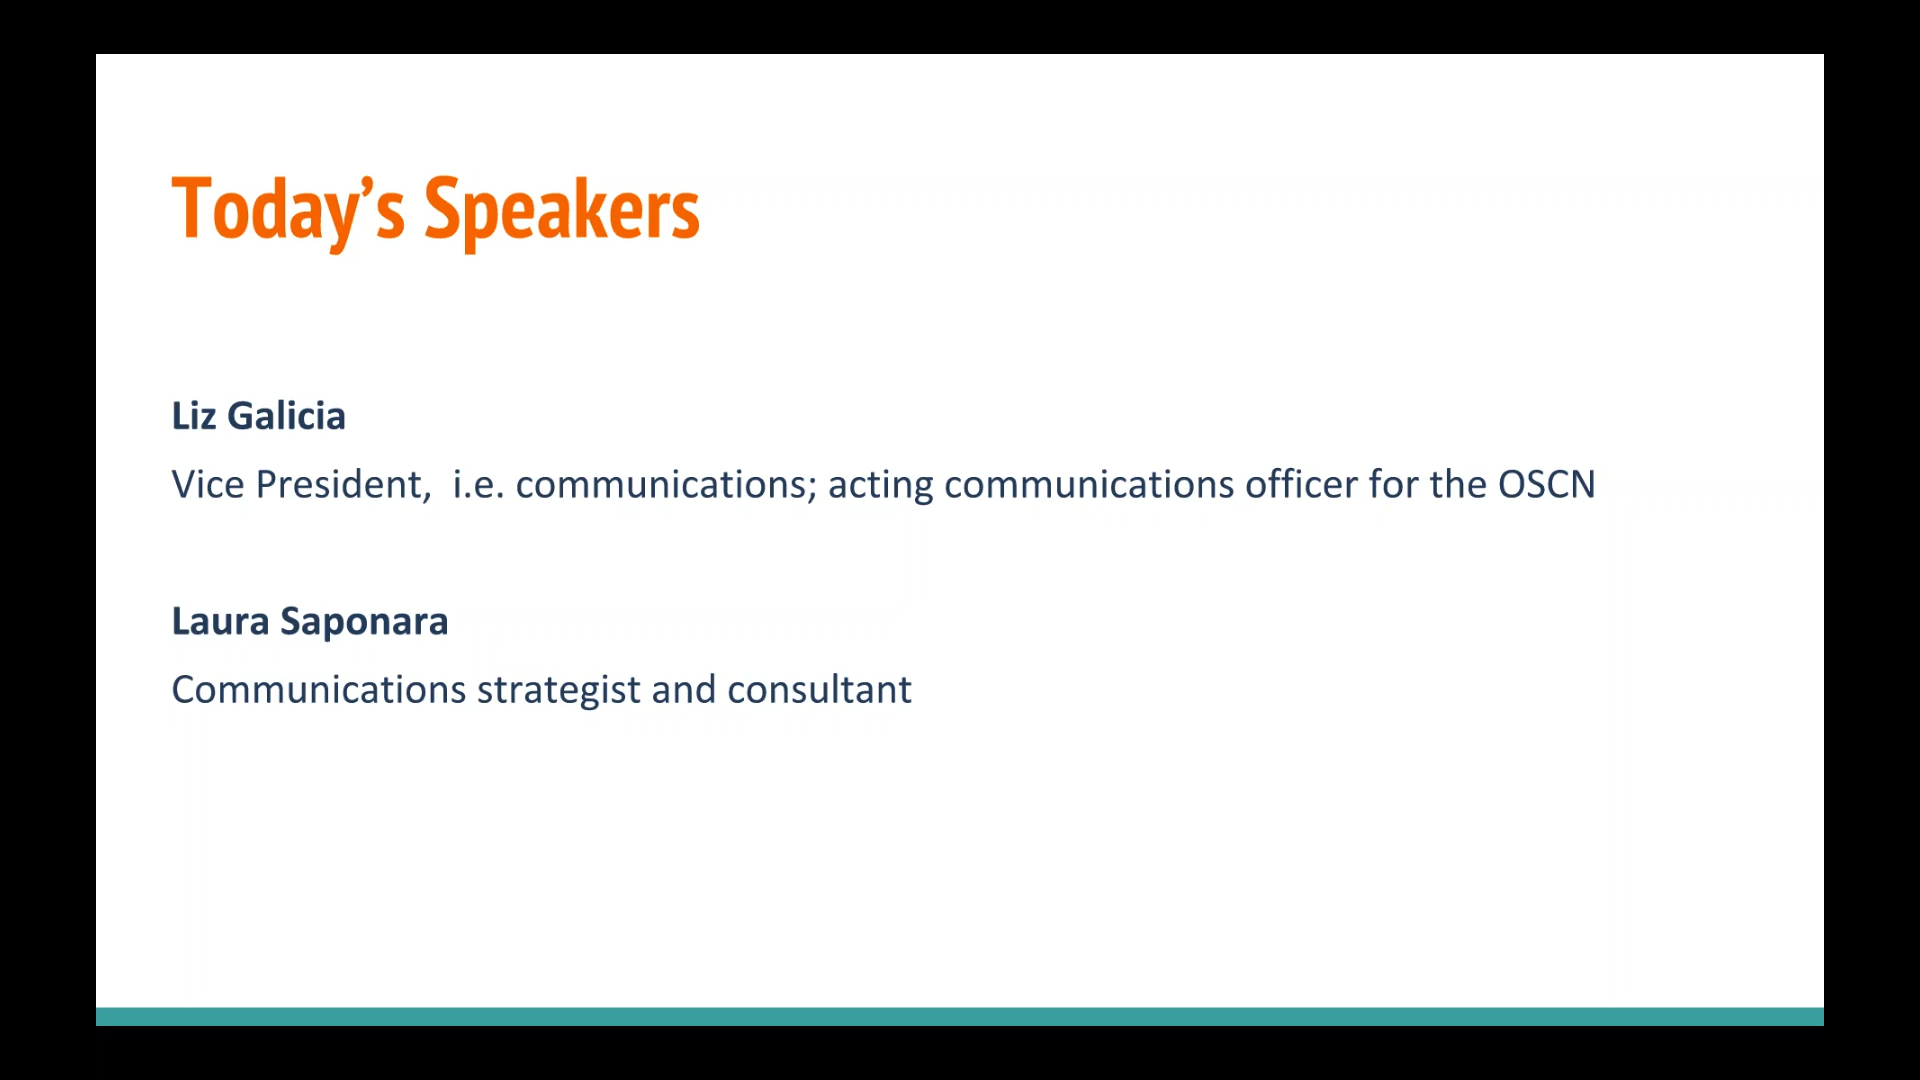 Today’s Speakers
Liz Galicia
Vice President,  i.e. communications; acting communications officer for the OSCN
Laura Saponara
Communications strategist and consultant